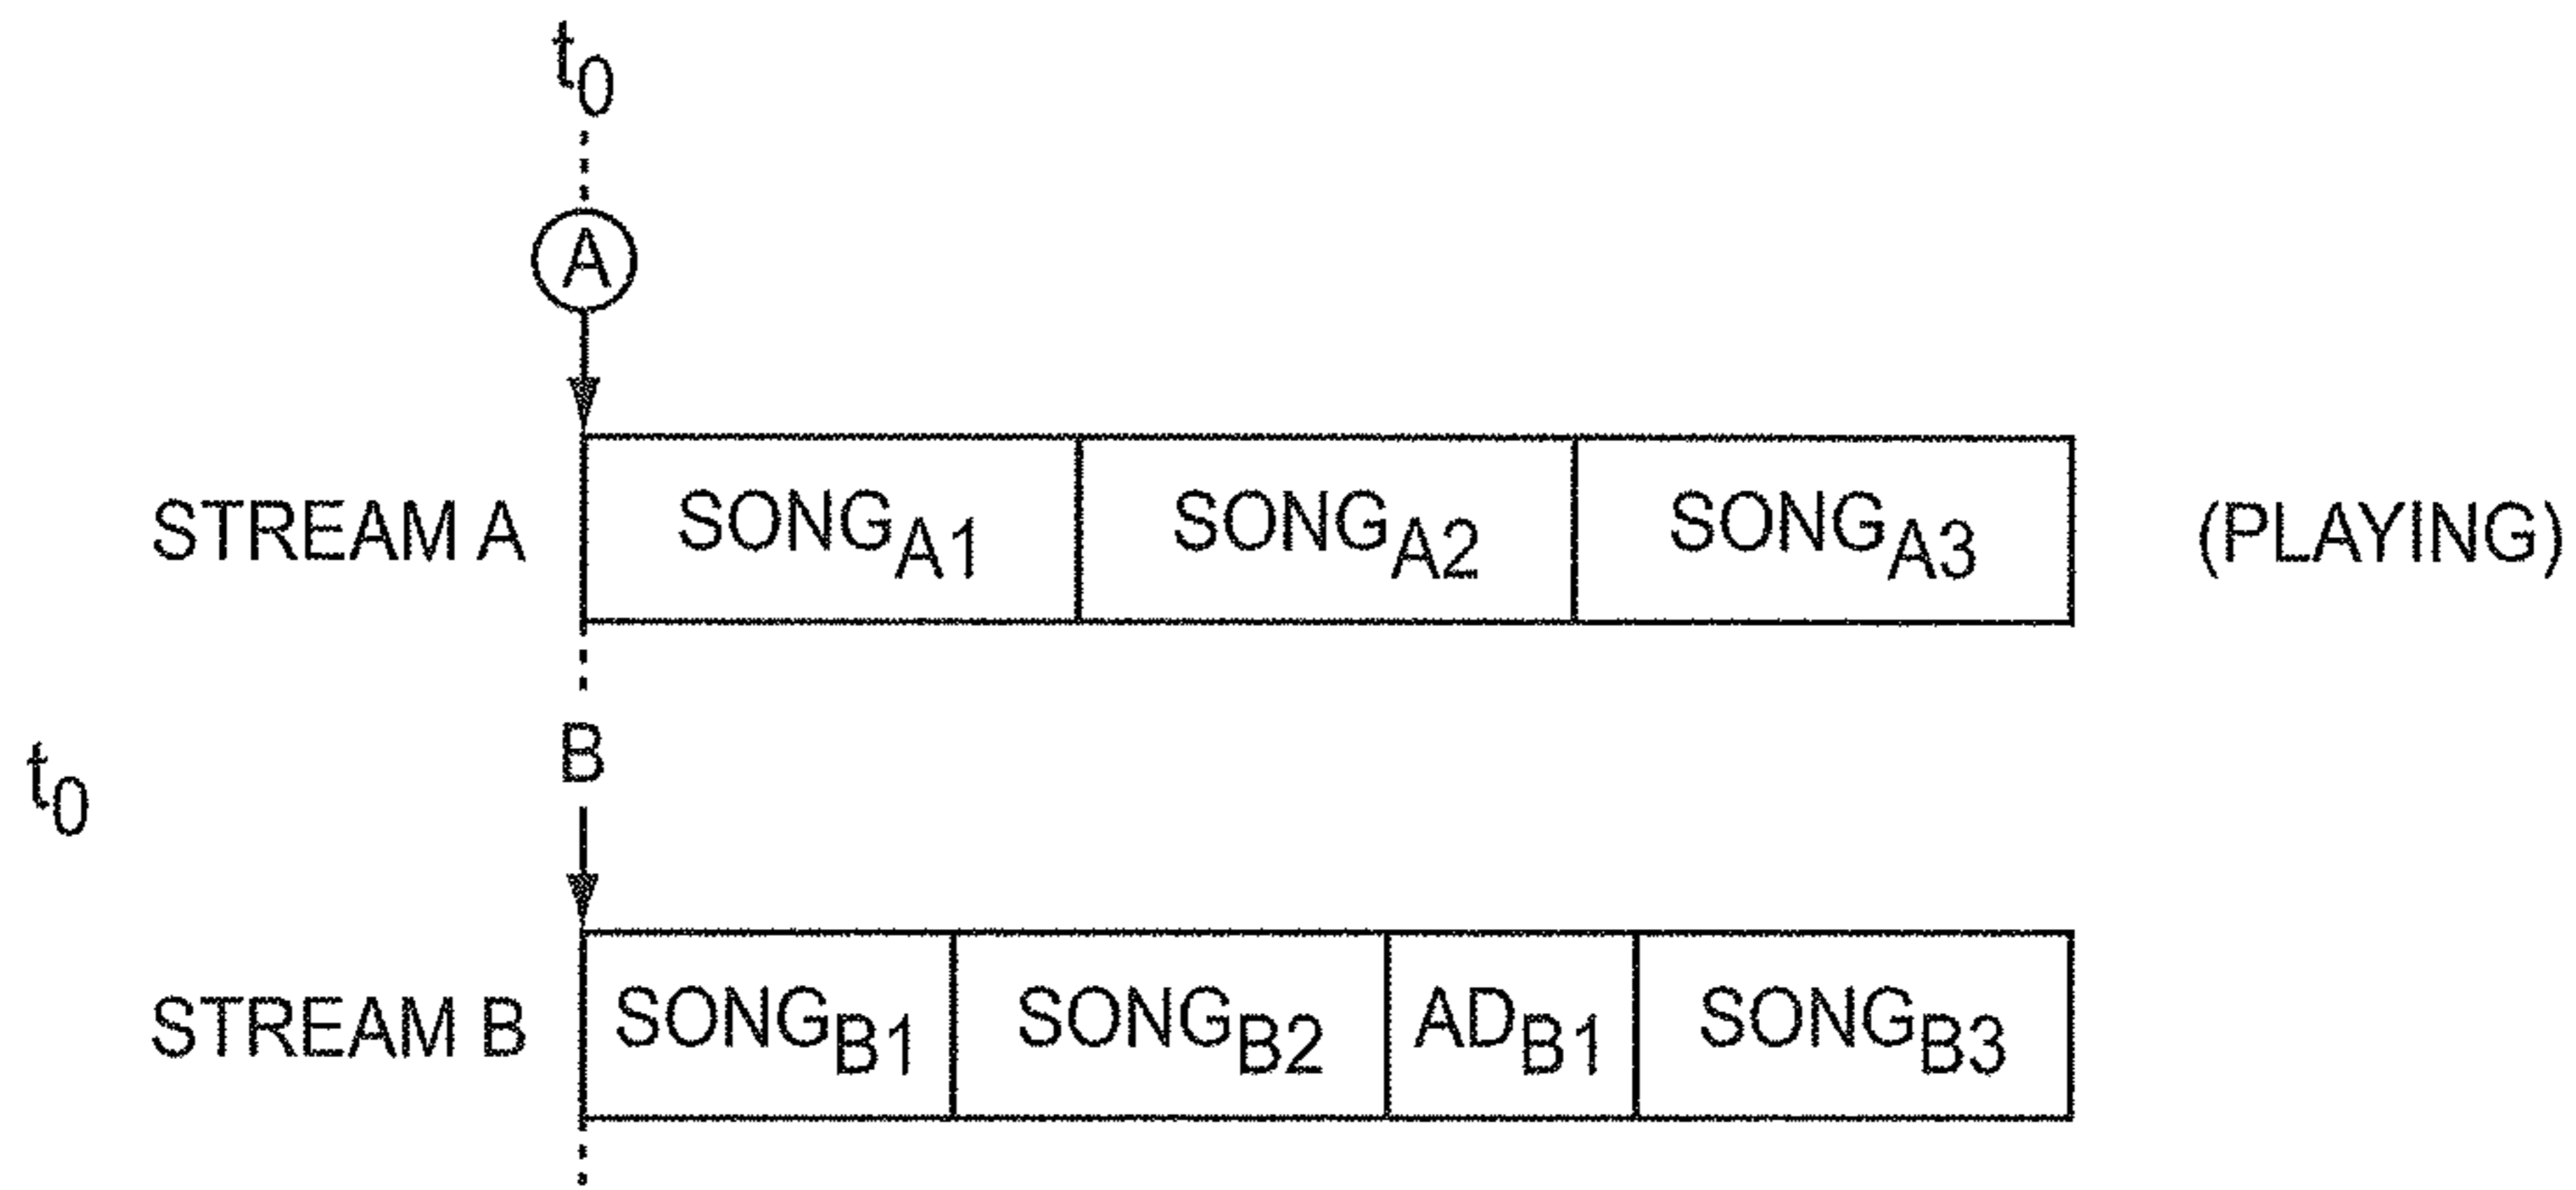 t0
A
STREAM A SONGA1 SONGA2 SONGA3 (PLAYING)
B
t0
STREAM B SONGB1 SONGB2 ADB1 SONGB3